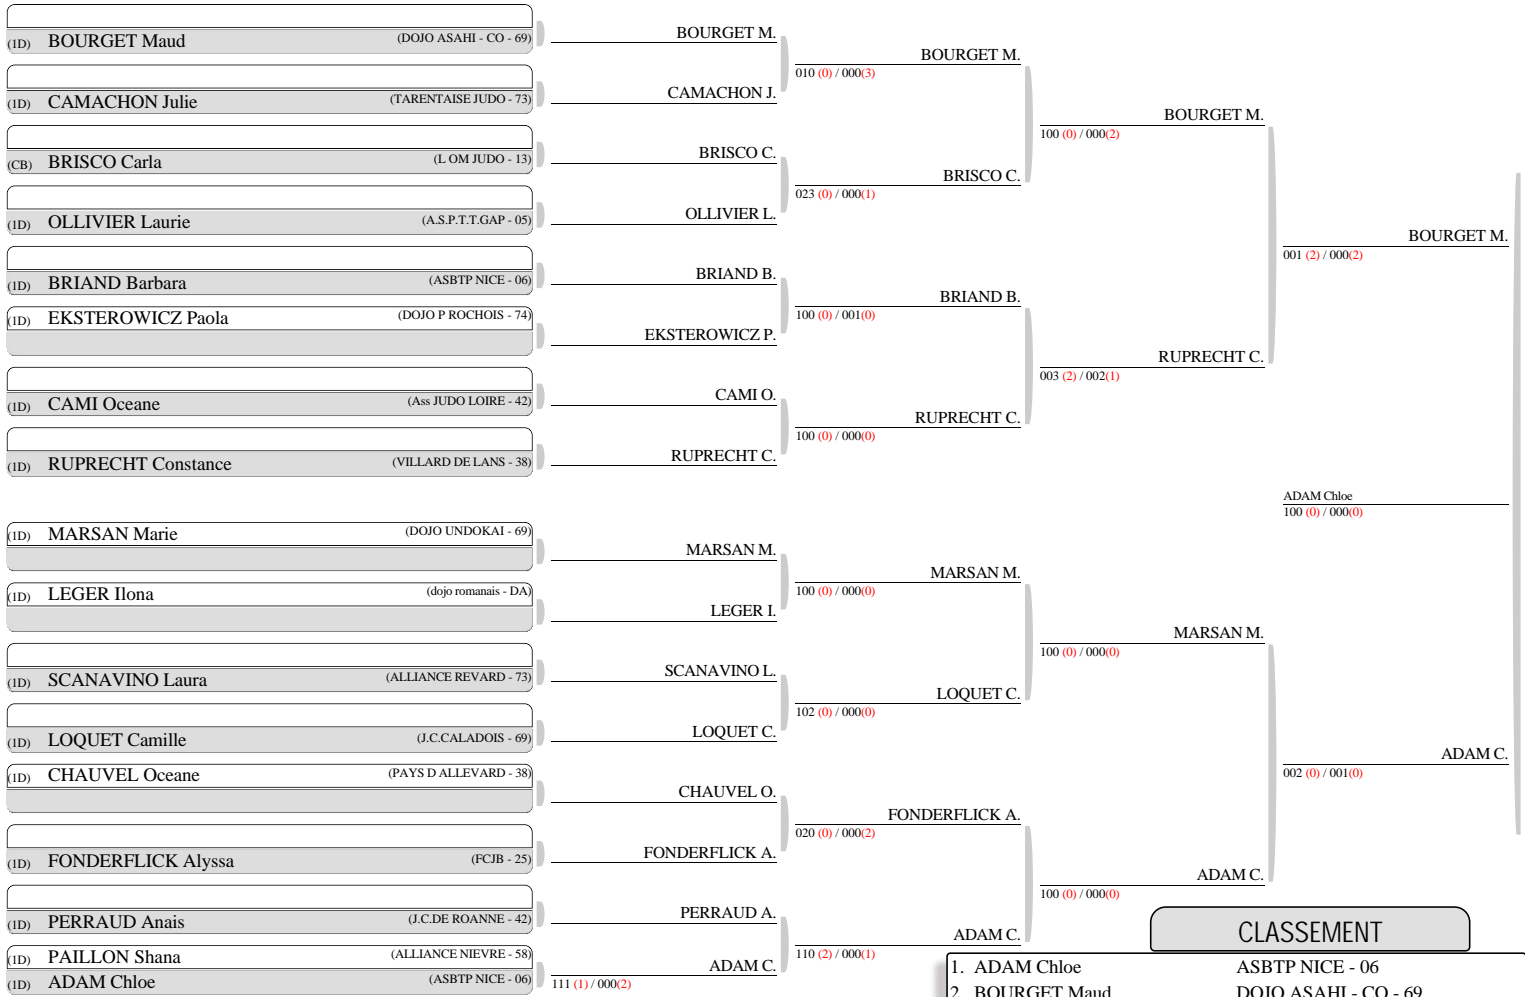 (1D) BOURGET Maud (DOJO ASAHI - CO - 69)
(1D) CAMACHON Julie (TARENTAISE JUDO - 73)
(CB) BRISCO Carla (L OM JUDO - 13)
(1D) OLLIVIER Laurie (A.S.P.T.T.GAP - 05)
(1D) BRIAND Barbara (ASBTP NICE - 06)
(1D) EKSTEROWICZ Paola (DOJO P ROCHOIS - 74)
(1D) CAMI Oceane (Ass JUDO LOIRE - 42)
(1D) RUPRECHT Constance (VILLARD DE LANS - 38)
(1D) MARSAN Marie (DOJO UNDOKAI - 69)
(1D) LEGER Ilona (dojo romanais - DA)
(1D) SCANAVINO Laura (ALLIANCE REVARD - 73)
(1D) LOQUET Camille (J.C.CALADOIS - 69)
(1D) CHAUVEL Oceane (PAYS D ALLEVARD - 38)
(1D) FONDERFLICK Alyssa (FCJB - 25)
(1D) PERRAUD Anais (J.C.DE ROANNE - 42)
(1D) PAILLON Shana (ALLIANCE NIEVRE - 58)
(1D) ADAM Chloe (ASBTP NICE - 06)
BOURGET M.
CAMACHON J.
BRISCO C.
OLLIVIER L.
BRIAND B.
EKSTEROWICZ P.
CAMI O.
RUPRECHT C.
MARSAN M.
LEGER I.
SCANAVINO L.
LOQUET C.
CHAUVEL O.
FONDERFLICK A.
PERRAUD A.
ADAM C.
111 (1) / 000(2)
BOURGET M.
010 (0) / 000(3)
BRISCO C.
023 (0) / 000(1)
BRIAND B.
100 (0) / 001(0)
RUPRECHT C.
100 (0) / 000(0)
MARSAN M.
100 (0) / 000(0)
LOQUET C.
102 (0) / 000(0)
FONDERFLICK A.
020 (0) / 000(2)
ADAM C.
110 (2) / 000(1)
BOURGET M.
100 (0) / 000(2)
RUPRECHT C.
003 (2) / 002(1)
MARSAN M.
100 (0) / 000(0)
ADAM C.
100 (0) / 000(0)
BOURGET M.
001 (2) / 000(2)
ADAM Chloe
100 (0) / 000(0)
ADAM C.
002 (0) / 001(0)
CLASSEMENT
1. ADAM Chloe ASBTP NICE - 06
2. BOURGET Maud DOJO ASAHI - CO - 69